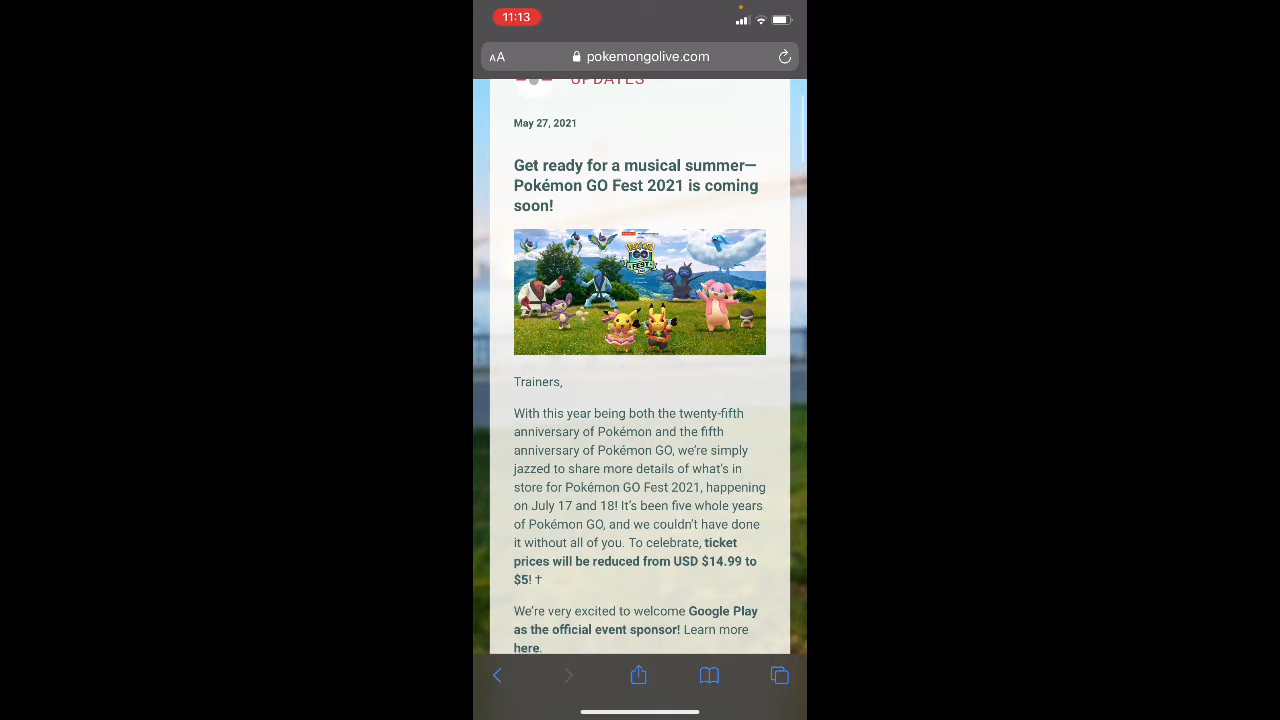 11:13
AA
pokemongolive.com
UPDATES
May 27, 2021
Get ready for a musical summer—
Pokémon GO Fest 2021 is coming
soon!
POKÉMON
GO
FEST
Trainers,
With this year being both the twenty-fifth
anniversary of Pokémon and the fifth
anniversary of Pokémon GO, we're simply
jazzed to share more details of what's in
store for Pokémon GO Fest 2021, happening
on July 17 and 18! It's been five whole years
of Pokémon GO, and we couldn't have done
it without all of you. To celebrate, ticket
prices will be reduced from USD $14.99 to
$5! †
We're very excited to welcome Google Play
as the official event sponsor! Learn more
here.